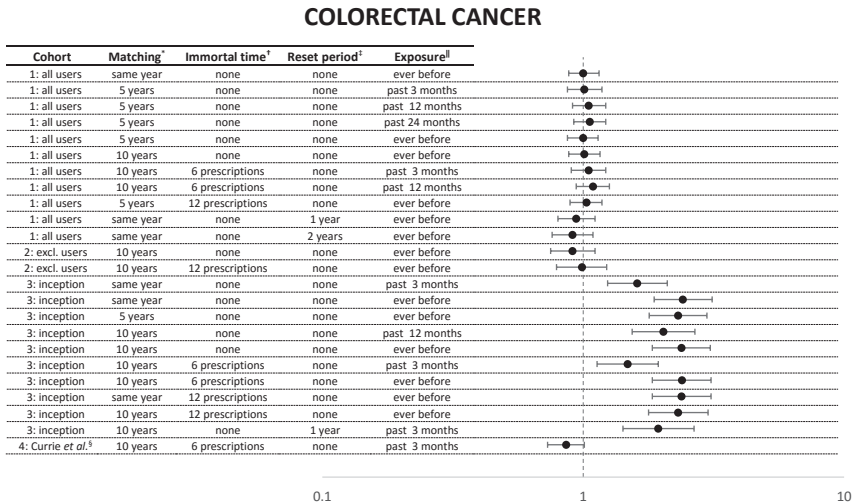 COLORECTAL CANCER
Cohort Matching* Immortal time† Reset period‡ Exposure‖
1: all users same year none none ever before
1: all users 5 years none none past 3 months
1: all users 5 years none none past 12 months
1: all users 5 years none none past 24 months
1: all users 5 years none none ever before
1: all users 10 years none none ever before
1: all users 10 years 6 prescriptions none past 3 months
1: all users 10 years 6 prescriptions none past 12 months
1: all users 5 years 12 prescriptions none ever before
1: all users same year none 1 year ever before
1: all users same year none 2 years ever before
2: excl. users 10 years none none ever before
2: excl. users 10 years 12 prescriptions none ever before
3: inception same year none none past 3 months
3: inception same year none none ever before
3: inception 5 years none none ever before
3: inception 10 years none none past 12 months
3: inception 10 years none none ever before
3: inception 10 years 6 prescriptions none past 3 months
3: inception 10 years 6 prescriptions none ever before
3: inception same year 12 prescriptions none ever before
3: inception 10 years 12 prescriptions none ever before
3: inception 10 years none 1 year past 3 months
4: Currie et al.§ 10 years 6 prescriptions none past 3 months
0.1 1 10